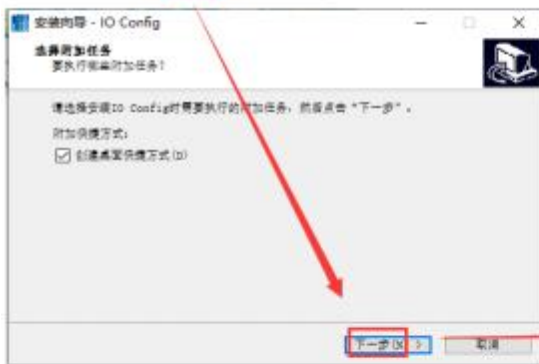 安装向导 - IO Config
选择附加任务
要执行哪些附加任务?
请选择安装IO Config时需要执行的附加任务，然后点击“下一步”。
附加快捷方式:
创建桌面快捷方式(D)
下一步(N) >
取消